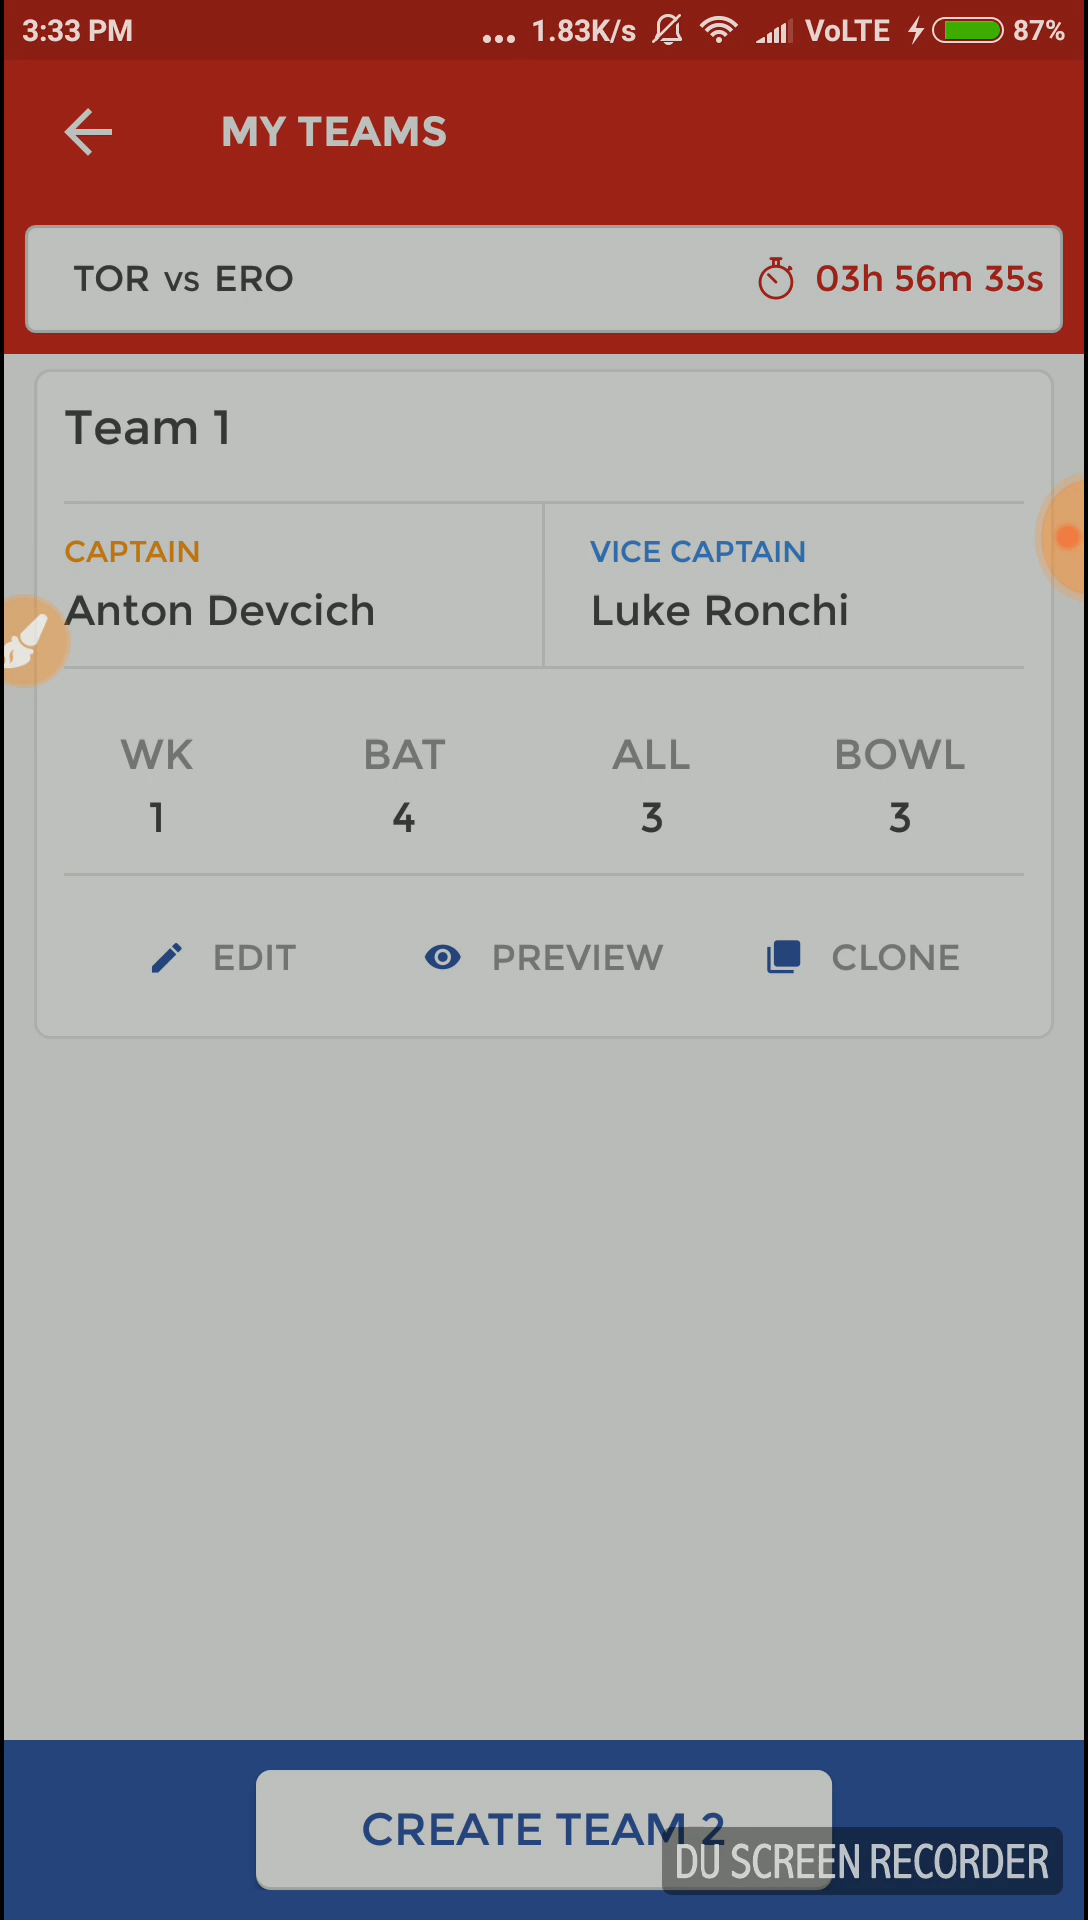 3:33 PM ... 1.83K/s VoLTE 87%
MY TEAMS
TOR vs ERO 03h 56m 35s
Team 1
CAPTAIN VICE CAPTAIN
Anton Devcich Luke Ronchi
WK BAT ALL BOWL
1 4 3 3
EDIT PREVIEW CLONE
CREATE TEAM 2
DU SCREEN RECORDER